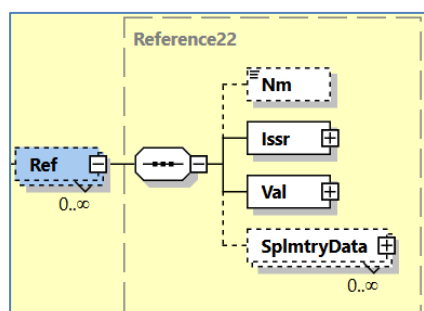 Reference22
Nm
Issr
Ref
Val
0..∞
SplmtryData
0..∞